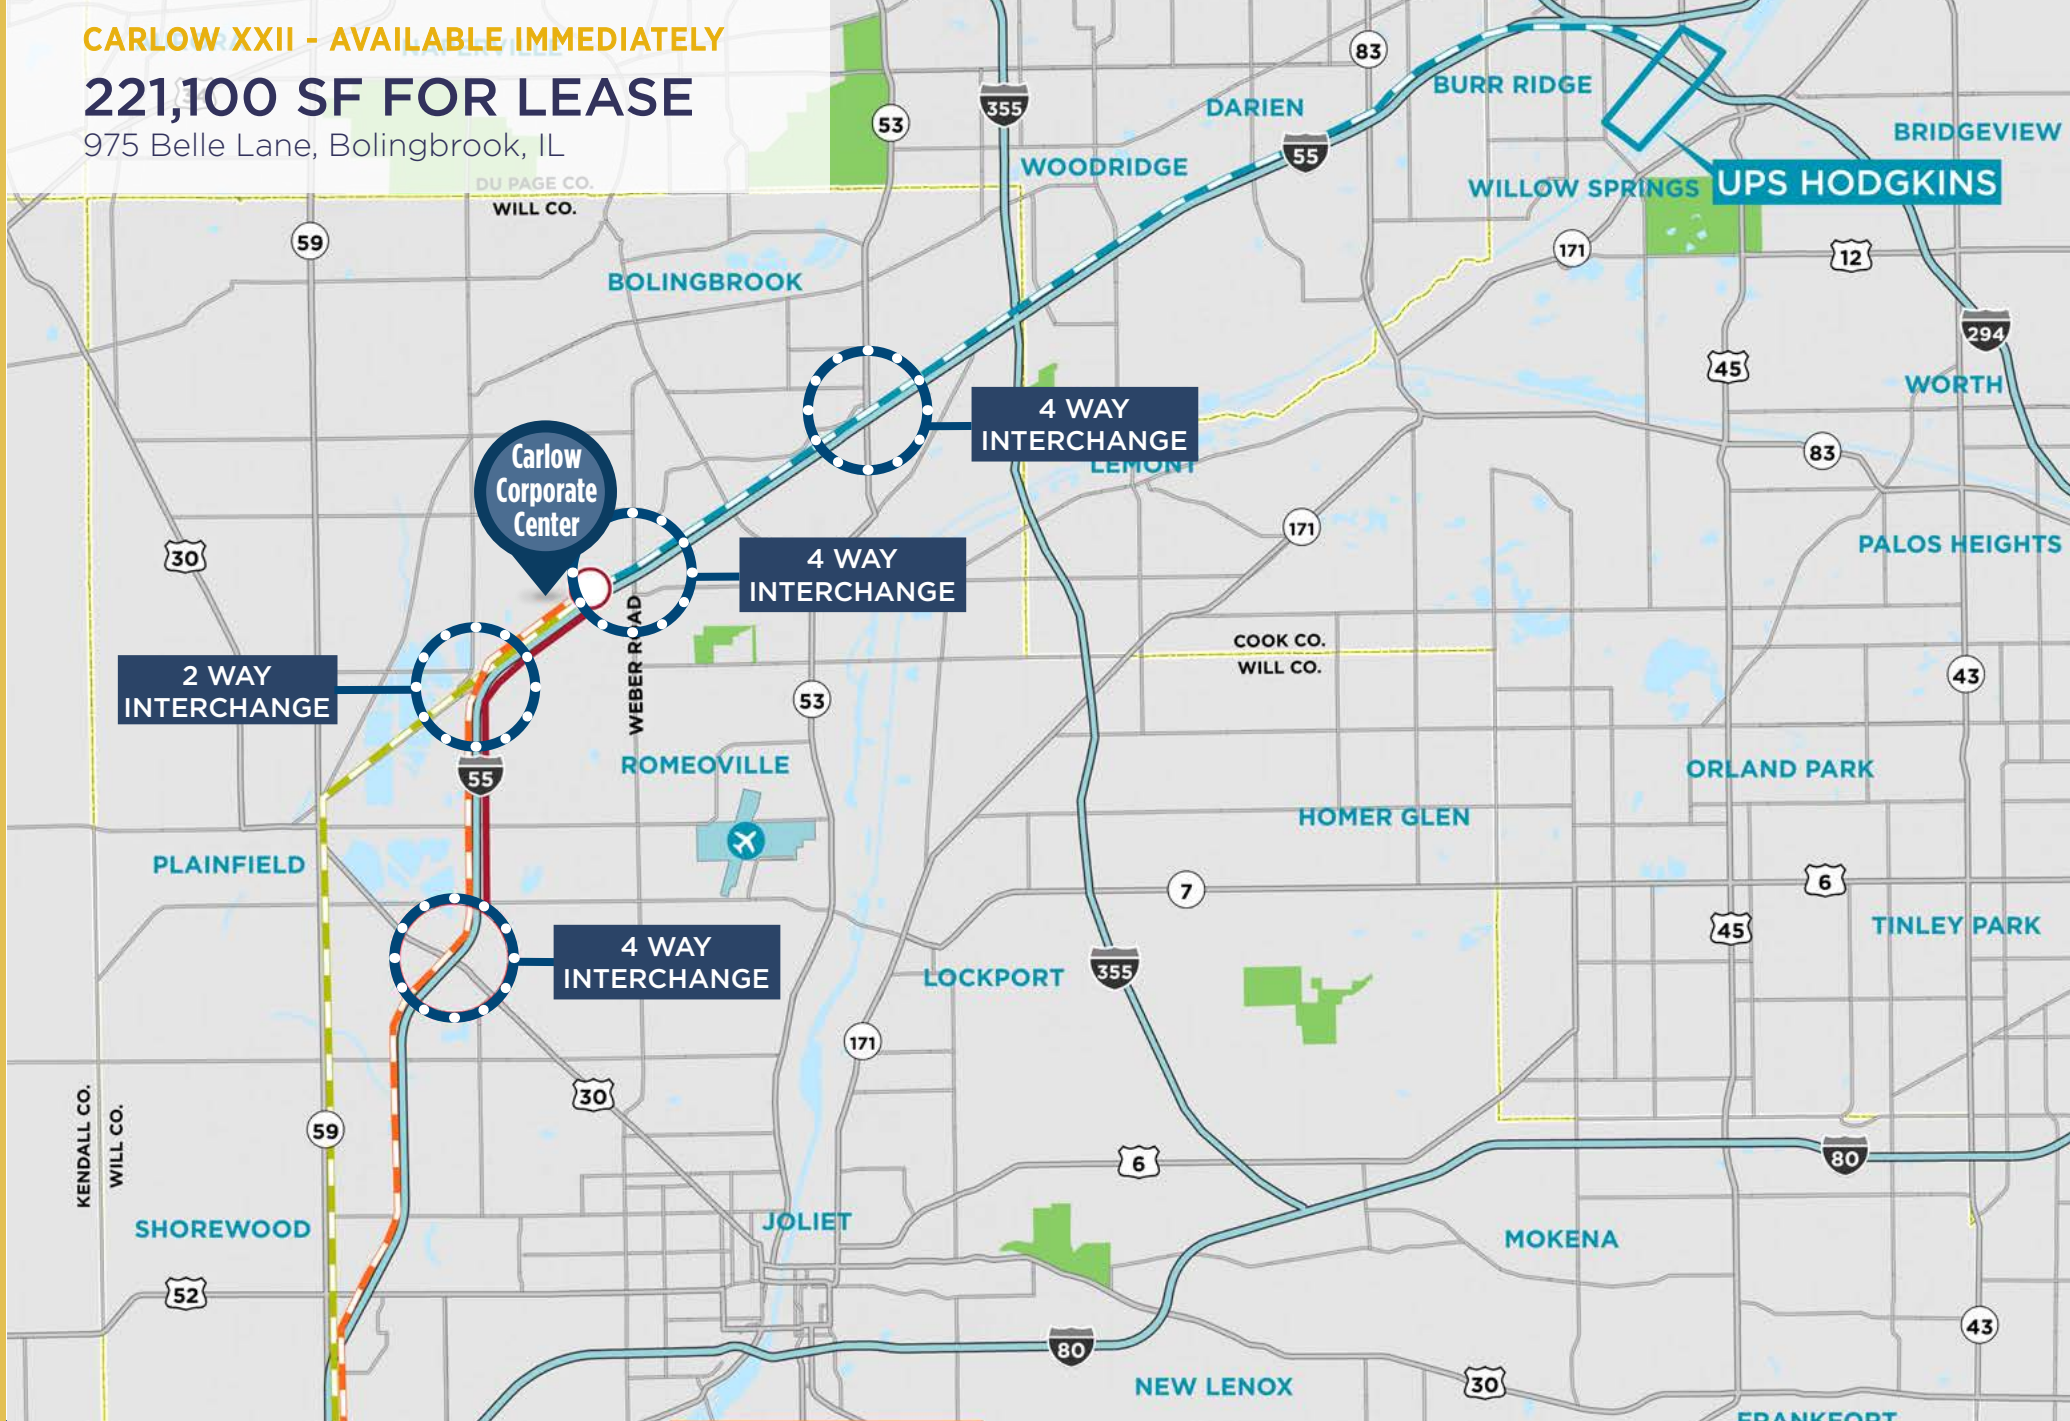 CARLOW XXII - AVAILABLE IMMEDIATELY
221,100 SF FOR LEASE
975 Belle Lane, Bolingbrook, IL
NAPERVILLE
34
DU PAGE CO.
WILL CO.
59
53
355
83
BURR RIDGE
DARIEN
55
WOODRIDGE
BRIDGEVIEW
WILLOW SPRINGS
UPS HODGKINS
171
12
BOLINGBROOK
294
45
WORTH
4 WAY
INTERCHANGE
LEMONT
83
Carlow
Corporate
Center
171
30
PALOS HEIGHTS
4 WAY
INTERCHANGE
WEBER ROAD
COOK CO.
WILL CO.
2 WAY
INTERCHANGE
53
43
55
ROMEOVILLE
ORLAND PARK
HOMER GLEN
PLAINFIELD
7
6
45
TINLEY PARK
4 WAY
INTERCHANGE
LOCKPORT
355
171
30
KENDALL CO.
WILL CO.
59
6
80
SHOREWOOD
JOLIET
MOKENA
52
43
80
NEW LENOX
30
FRANKFORT